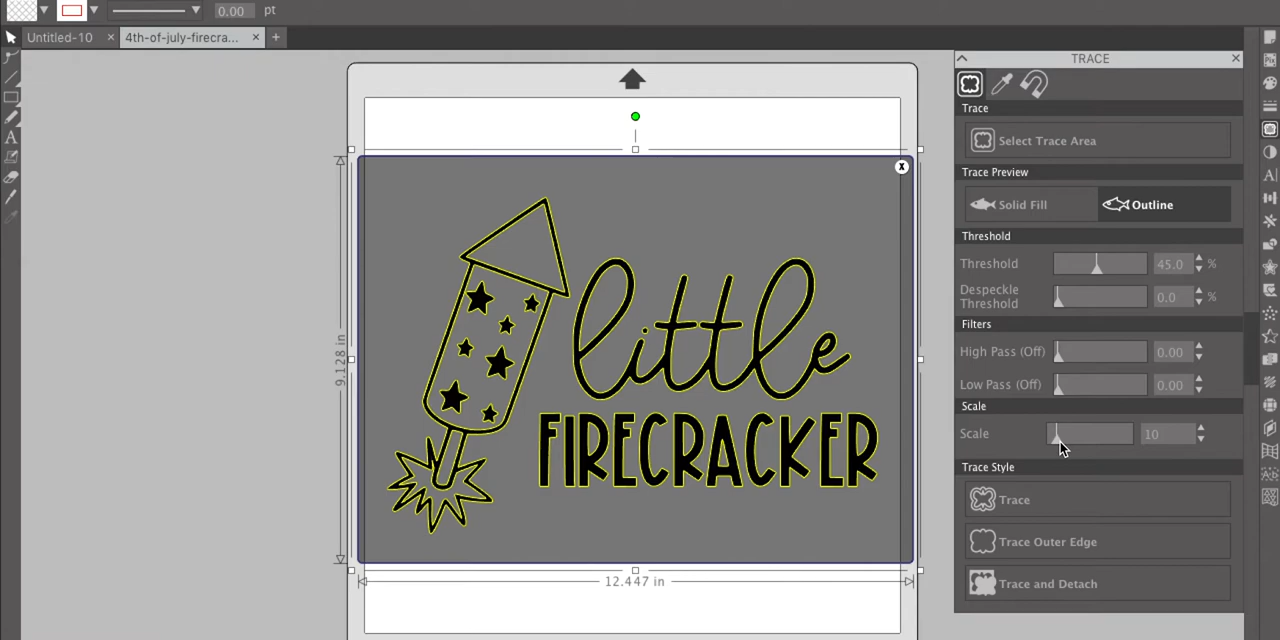 0.00 pt
Untitled-10 × 4th-of-july-firecra... × +
TRACE
Trace
Select Trace Area
Trace Preview
Solid Fill Outline
Threshold
Threshold 45.0 %
Despeckle
Threshold 0.0 %
Filters
High Pass (Off) 0.00
Low Pass (Off) 0.00
Scale
Scale 10
Trace Style
Trace
Trace Outer Edge
Trace and Detach
x
little
FIRECRACKER
9.128 in
12.447 in
A